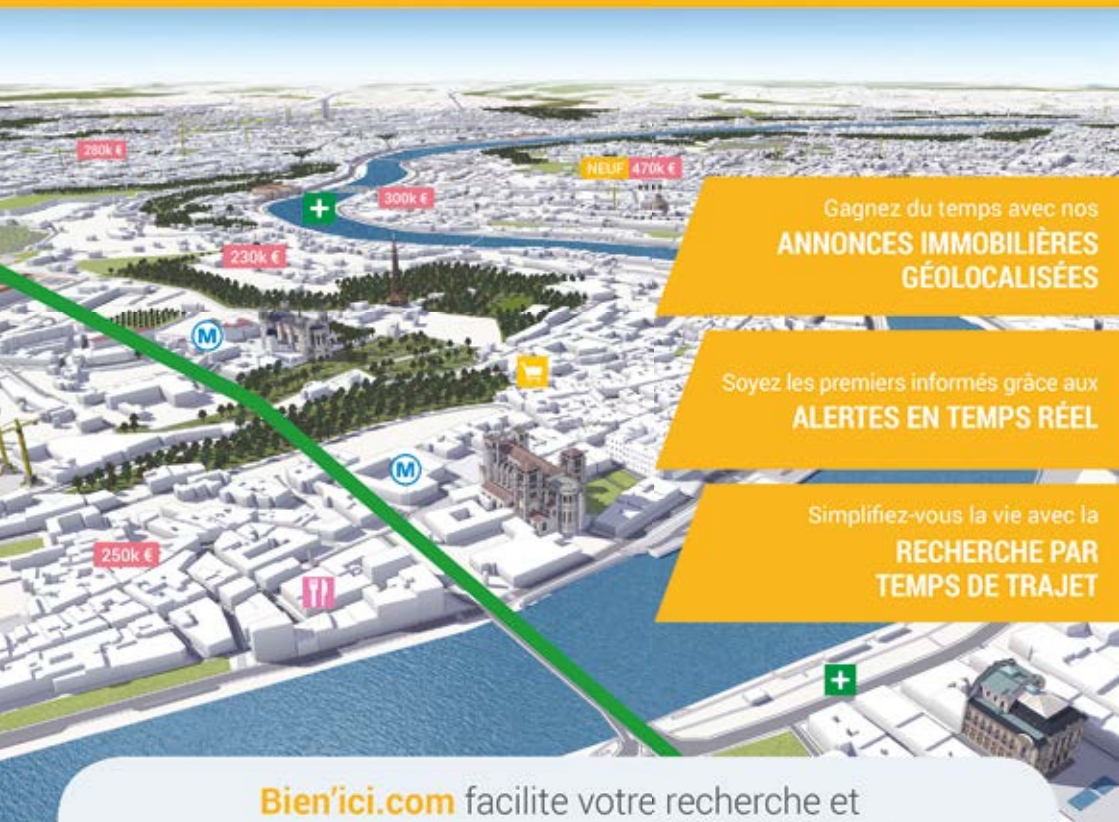 280k €
NEUF 470k €
300k €
230k €
Gagnez du temps avec nos
ANNONCES IMMOBILIÈRES
GÉOLOCALISÉES
M
Soyez les premiers informés grâce aux
ALERTES EN TEMPS RÉEL
M
Simplifiez-vous la vie avec la
RECHERCHE PAR
TEMPS DE TRAJET
250k €
Bien'ici.com facilite votre recherche et